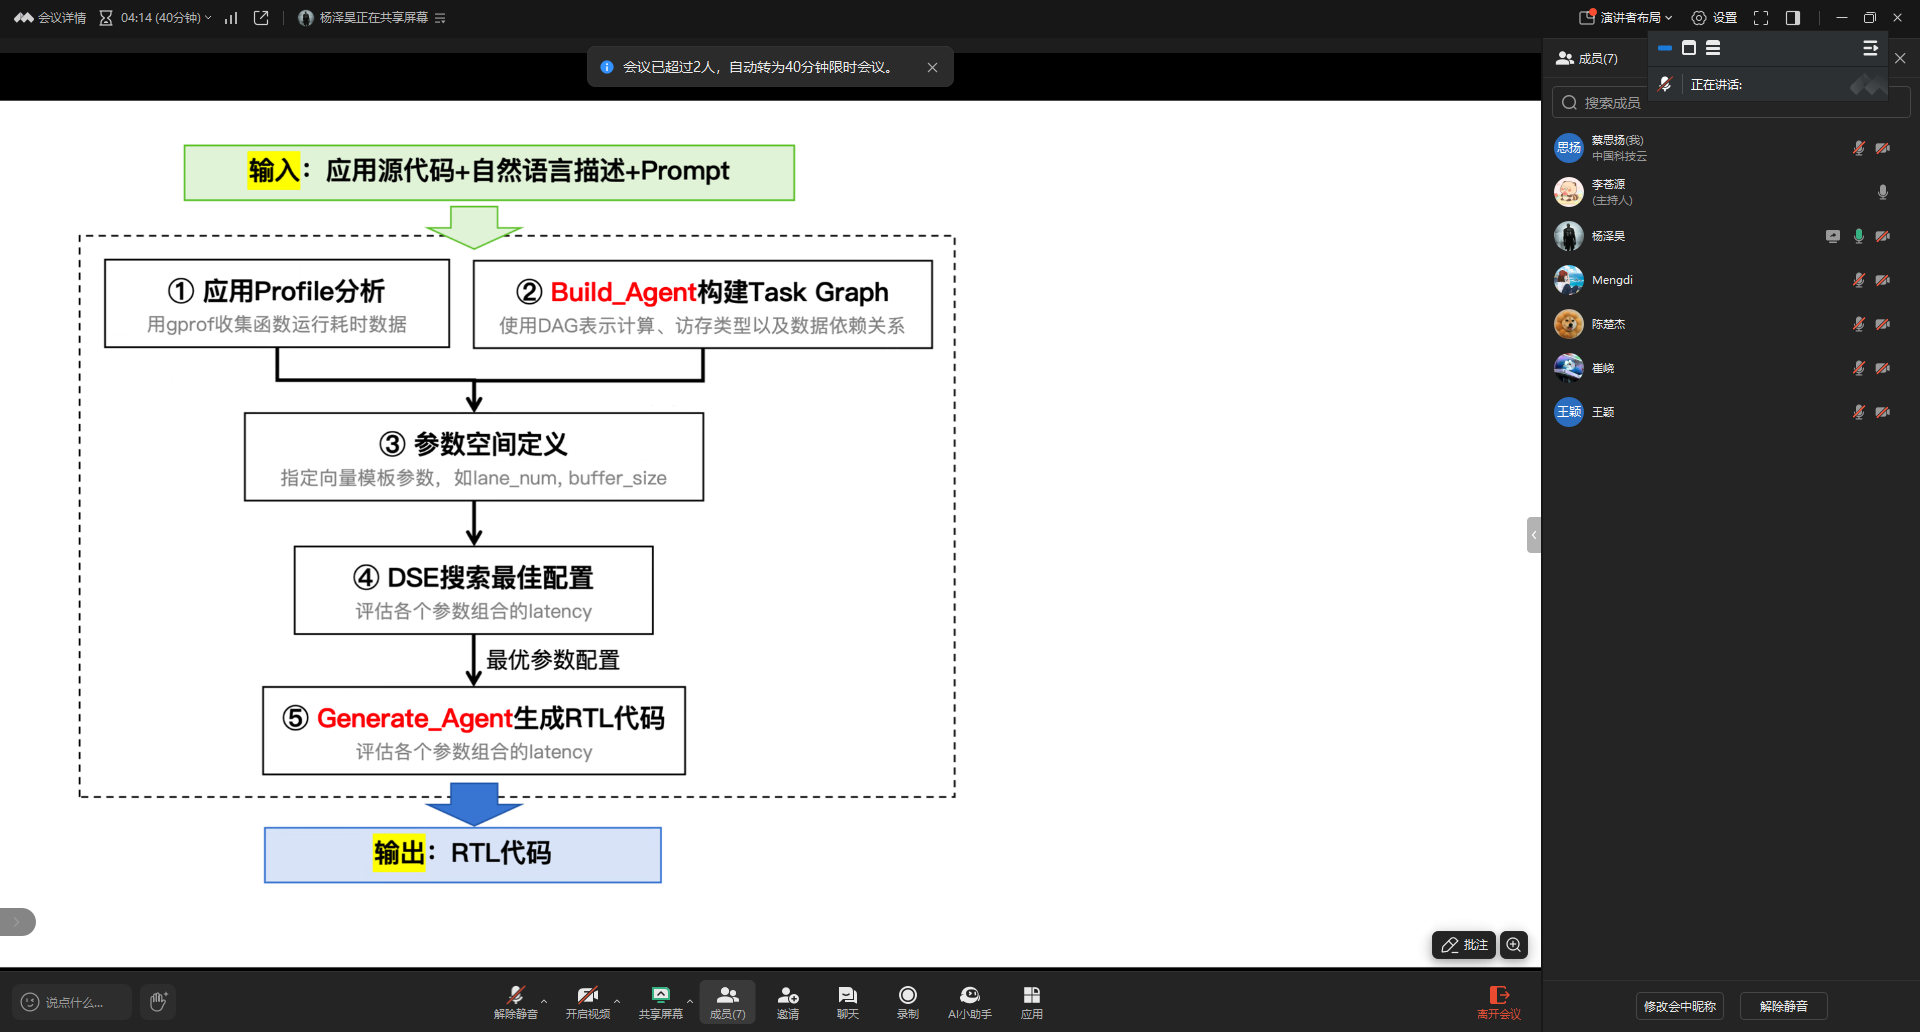 会议详情
04:14 (40分钟)
杨泽昊正在共享屏幕
演讲者布局
设置
会议已超过2人，自动转为40分钟限时会议。
成员(7)
正在讲话:
搜索成员
输入：应用源代码+自然语言描述+Prompt
① 应用Profile分析
用gprof收集函数运行耗时数据
② Build_Agent构建Task Graph
使用DAG表示计算、访存类型以及数据依赖关系
③ 参数空间定义
指定向量模板参数，如lane_num, buffer_size
④ DSE搜索最佳配置
评估各个参数组合的latency
最优参数配置
⑤ Generate_Agent生成RTL代码
评估各个参数组合的latency
输出：RTL代码
思扬
蔡思扬(我)
中国科技云
李苍源
(主持人)
杨泽昊
Mengdi
陈楚杰
崔峣
王颖
王颖
批注
说点什么...
解除静音
开启视频
共享屏幕
成员(7)
邀请
聊天
录制
AI小助手
应用
离开会议
修改会中昵称
解除静音